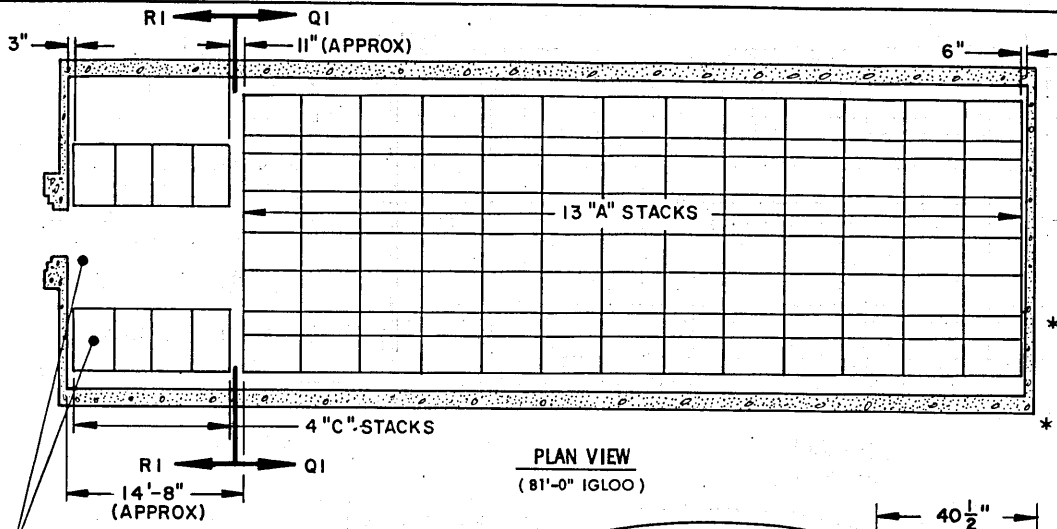 R1 Q1
3" 11" (APPROX) 6"
13 "A" STACKS
*
4 "C" STACKS
*
R1 Q1
PLAN VIEW
(81'-0" IGLOO)
14'-8"
(APPROX)
40 1/2"